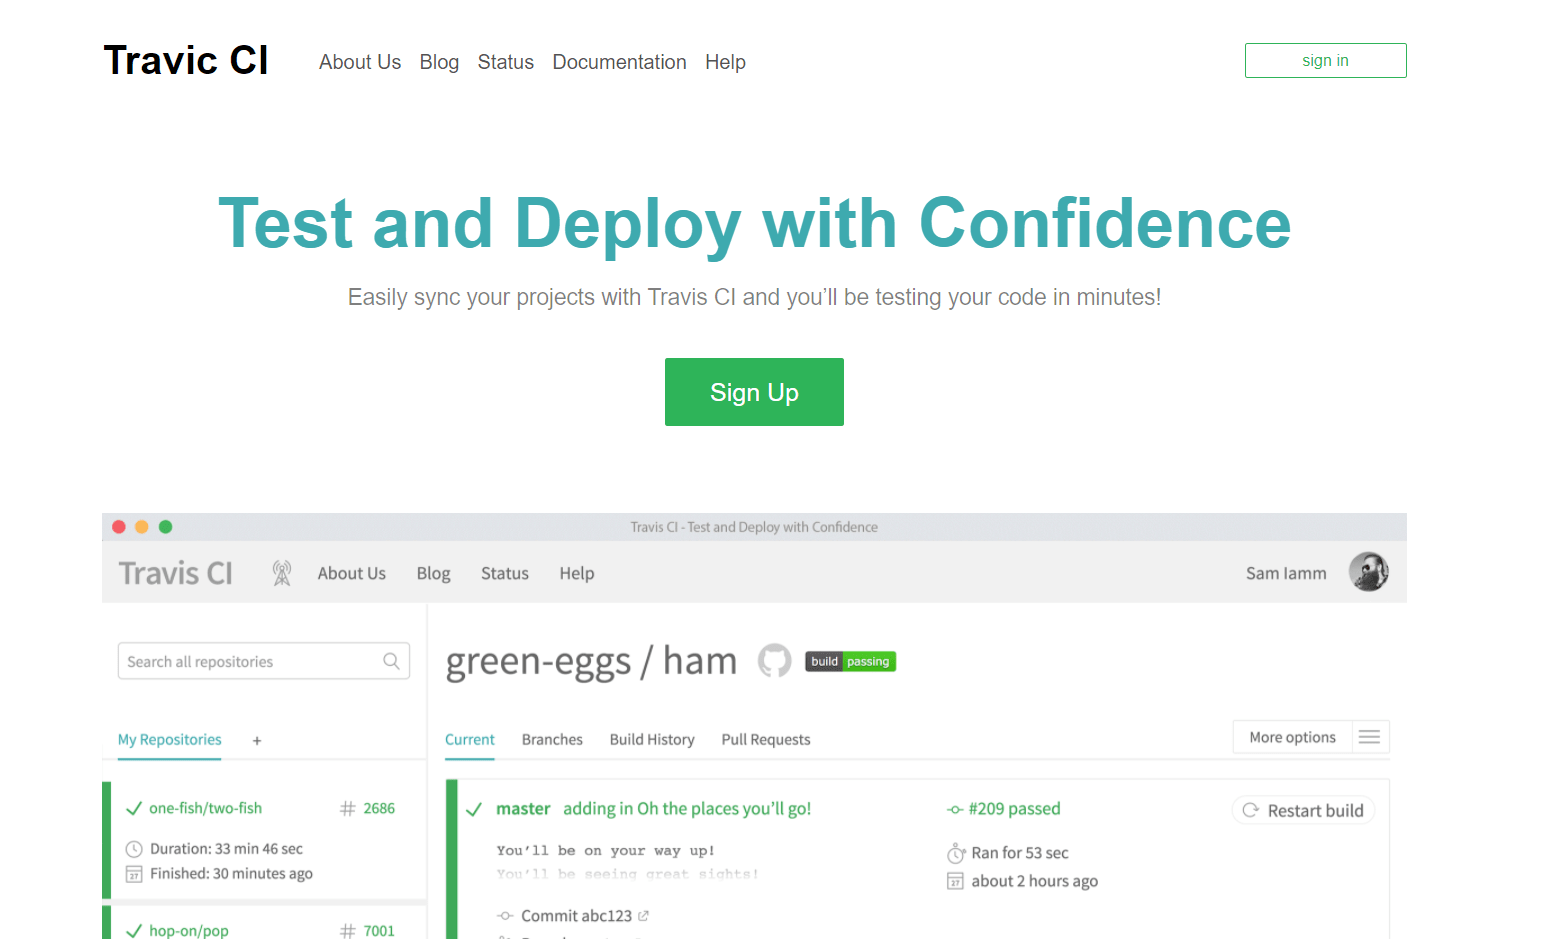 Travic CI
About Us Blog Status Documentation Help
sign in
Test and Deploy with Confidence
Easily sync your projects with Travis CI and you’ll be testing your code in minutes!
Sign Up
Travis CI - Test and Deploy with Confidence
Travis CI About Us Blog Status Help Sam Iamm
Search all repositories
green-eggs / ham build passing
My Repositories +
Current Branches Build History Pull Requests More options
one-fish/two-fish # 2686
Duration: 33 min 46 sec
27 Finished: 30 minutes ago
hop-on/pop # 7001
master adding in Oh the places you’ll go! #209 passed Restart build
You’ll be on your way up!
You’ll be seeing great sights!
Ran for 53 sec
27 about 2 hours ago
Commit abc123